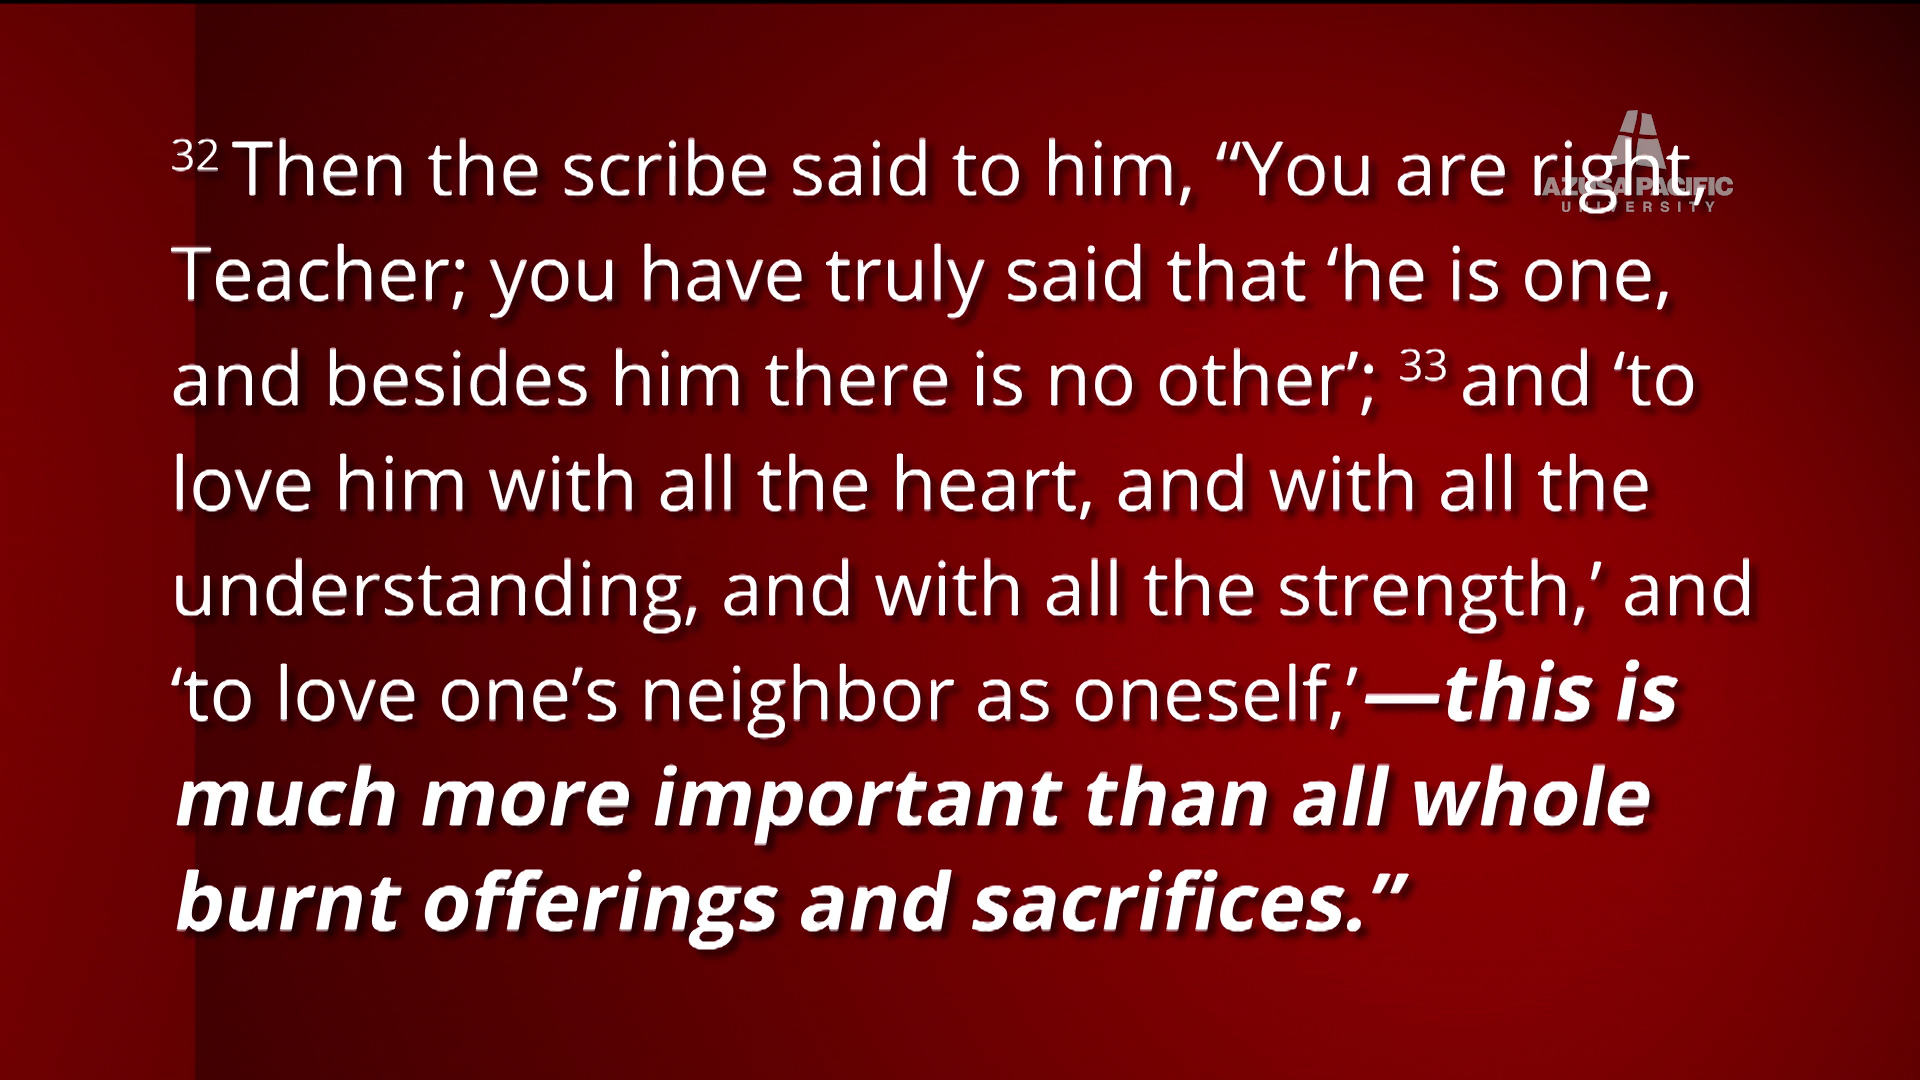 32 Then the scribe said to him, “You are right,
Teacher; you have truly said that ‘he is one,
and besides him there is no other’; 33 and ‘to
love him with all the heart, and with all the
understanding, and with all the strength,’ and
‘to love one’s neighbor as oneself,’—this is
much more important than all whole
burnt offerings and sacrifices.”
AZUSA PACIFIC
UNIVERSITY